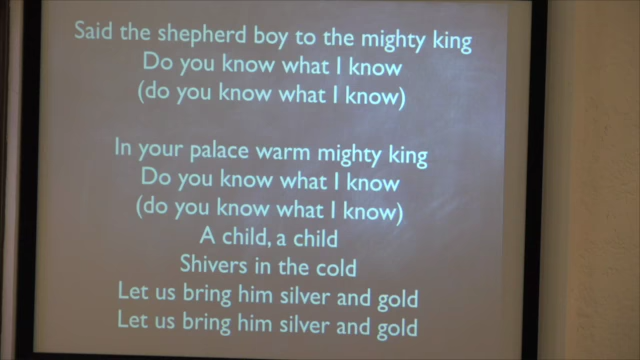 Said the shepherd boy to the mighty king
Do you know what I know
(do you know what I know)
In your palace warm mighty king
Do you know what I know
(do you know what I know)
A child, a child
Shivers in the cold
Let us bring him silver and gold
Let us bring him silver and gold